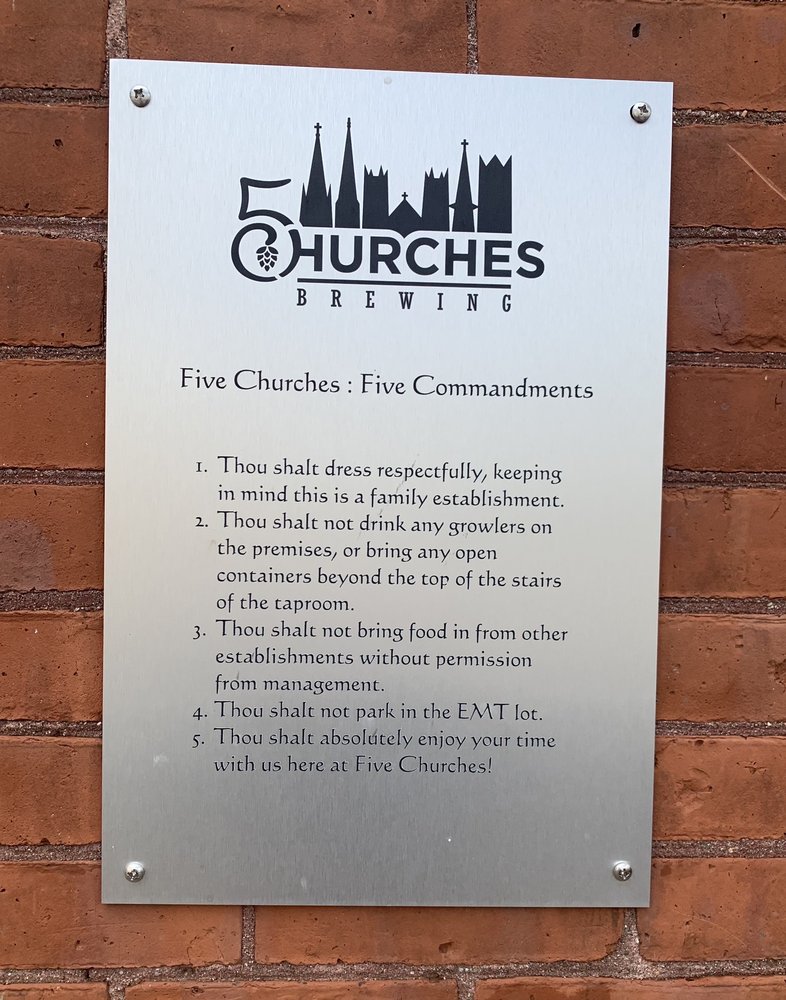 5 CHURCHES
BREWING
Five Churches : Five Commandments
1. Thou shalt dress respectfully, keeping
in mind this is a family establishment.
2. Thou shalt not drink any growlers on
the premises, or bring any open
containers beyond the top of the stairs
of the taproom.
3. Thou shalt not bring food in from other
establishments without permission
from management.
4. Thou shalt not park in the EMT lot.
5. Thou shalt absolutely enjoy your time
with us here at Five Churches!